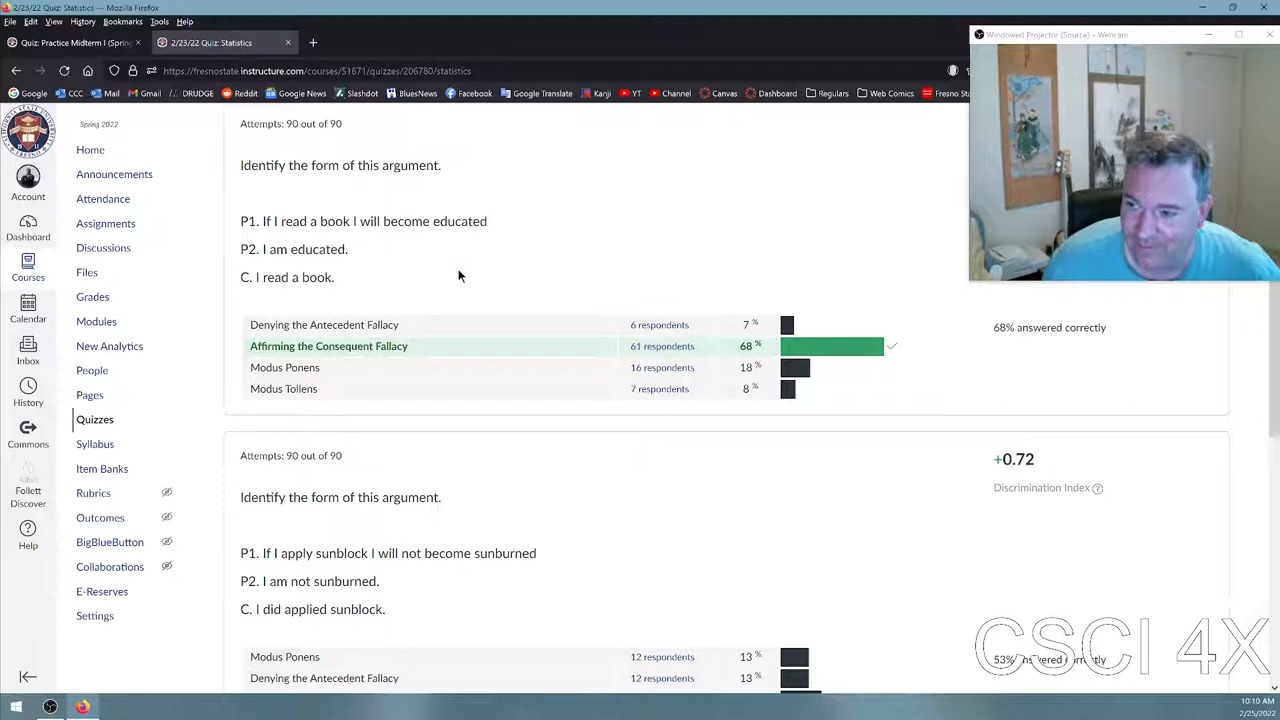 2/23/22 Quiz: Statistics — Mozilla Firefox
File Edit View History Bookmarks Tools Help
Quiz: Practice Midterm I (Spring
2/23/22 Quiz: Statistics
https://fresnostate.instructure.com/courses/51671/quizzes/206780/statistics
Google CCC Mail Gmail DRUDGE Reddit Google News Slashdot BluesNews Facebook Google Translate Kanji YT Channel Canvas Dashboard Regulars Web Comics Fresno St
Windowed Projector (Source) - Webcam
Account
Dashboard
Courses
Calendar
Inbox
History
Commons
Follett
Discover
Help
Spring 2022
Home
Announcements
Attendance
Assignments
Discussions
Files
Grades
Modules
New Analytics
People
Pages
Quizzes
Syllabus
Item Banks
Rubrics
Outcomes
BigBlueButton
Collaborations
E-Reserves
Settings
Attempts: 90 out of 90
Identify the form of this argument.
P1. If I read a book I will become educated
P2. I am educated.
C. I read a book.
Denying the Antecedent Fallacy 6 respondents 7 %
Affirming the Consequent Fallacy 61 respondents 68 %
Modus Ponens 16 respondents 18 %
Modus Tollens 7 respondents 8 %
68% answered correctly
Attempts: 90 out of 90
+0.72
Discrimination Index ?
Identify the form of this argument.
P1. If I apply sunblock I will not become sunburned
P2. I am not sunburned.
C. I did applied sunblock.
Modus Ponens 12 respondents 13 %
Denying the Antecedent Fallacy 12 respondents 13 %
53% answered correctly
CSCI 4X
10:10 AM
2/25/2022